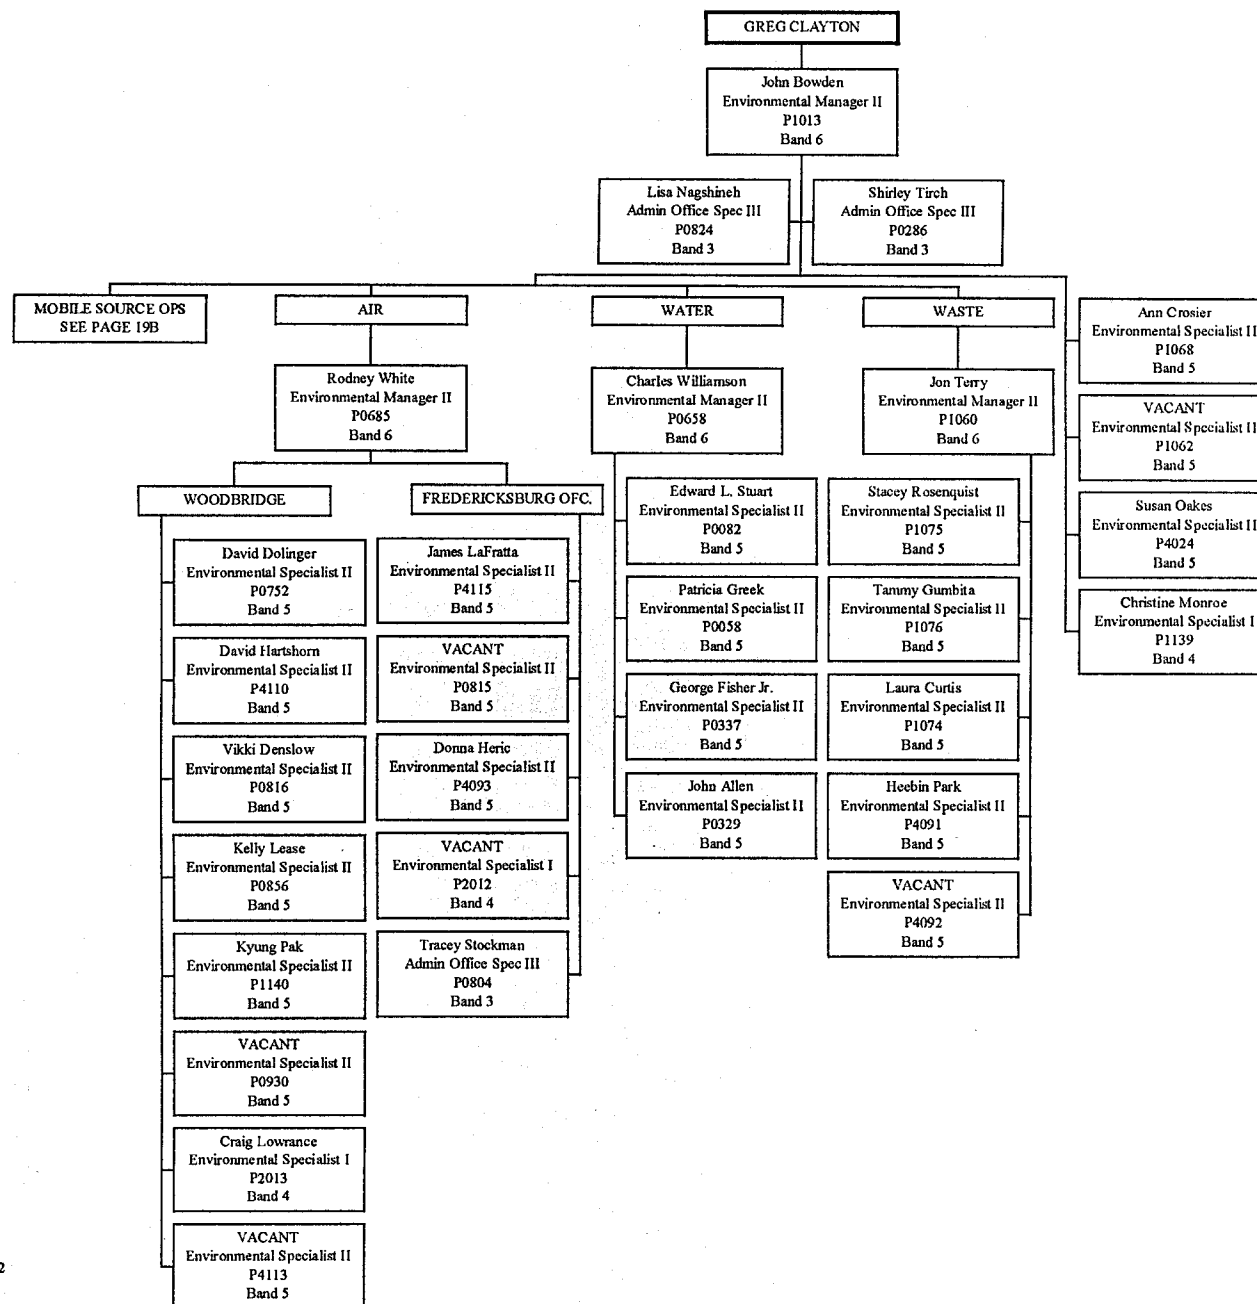 GREG CLAYTON
John Bowden
Environmental Manager II
P1013
Band 6
Lisa Nagshineh
Admin Office Spec III
P0824
Band 3
Shirley Tirch
Admin Office Spec III
P0286
Band 3
MOBILE SOURCE OPS
SEE PAGE 19B
AIR
Rodney White
Environmental Manager II
P0685
Band 6
WOODBRIDGE
David Dolinger
Environmental Specialist II
P0752
Band 5
David Hartshorn
Environmental Specialist II
P4110
Band 5
Vikki Denslow
Environmental Specialist II
P0816
Band 5
Kelly Lease
Environmental Specialist II
P0856
Band 5
Kyung Pak
Environmental Specialist II
P1140
Band 5
VACANT
Environmental Specialist II
P0930
Band 5
Craig Lowrance
Environmental Specialist I
P2013
Band 4
VACANT
Environmental Specialist II
P4113
Band 5
FREDERICKSBURG OFC.
James LaFratta
Environmental Specialist II
P4115
Band 5
VACANT
Environmental Specialist II
P0815
Band 5
Donna Heric
Environmental Specialist II
P4093
Band 5
VACANT
Environmental Specialist I
P2012
Band 4
Tracey Stockman
Admin Office Spec III
P0804
Band 3
WATER
Charles Williamson
Environmental Manager II
P0658
Band 6
Edward L. Stuart
Environmental Specialist II
P0082
Band 5
Patricia Greek
Environmental Specialist II
P0058
Band 5
George Fisher Jr.
Environmental Specialist II
P0337
Band 5
John Allen
Environmental Specialist II
P0329
Band 5
WASTE
Jon Terry
Environmental Manager II
P1060
Band 6
Stacey Rosenquist
Environmental Specialist II
P1075
Band 5
Tammy Gumbita
Environmental Specialist II
P1076
Band 5
Laura Curtis
Environmental Specialist II
P1074
Band 5
Heebin Park
Environmental Specialist II
P4091
Band 5
VACANT
Environmental Specialist II
P4092
Band 5
Ann Crosier
Environmental Specialist II
P1068
Band 5
VACANT
Environmental Specialist II
P1062
Band 5
Susan Oakes
Environmental Specialist II
P4024
Band 5
Christine Monroe
Environmental Specialist I
P1139
Band 4
2